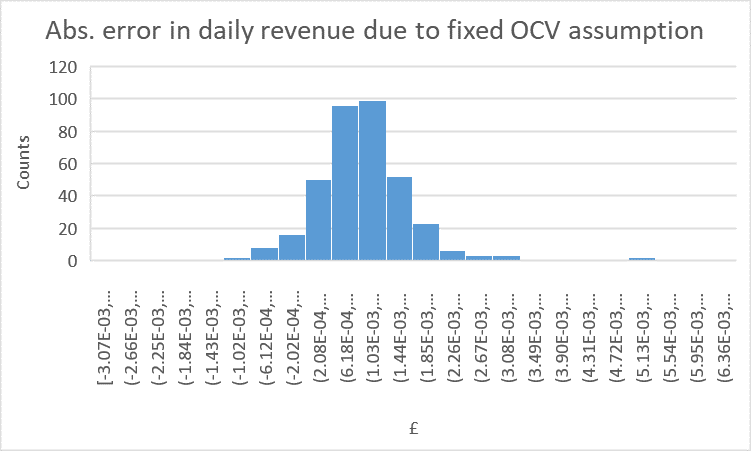 Abs. error in daily revenue due to fixed OCV assumption
120
100
80
60
40
20
0
Counts
[-3.07E-03,...
(-2.66E-03,...
(-2.25E-03,...
(-1.84E-03,...
(-1.43E-03,...
(-1.02E-03,...
(-6.12E-04,...
(-2.02E-04,...
(2.08E-04,...
(6.18E-04,...
(1.03E-03,...
(1.44E-03,...
(1.85E-03,...
(2.26E-03,...
(2.67E-03,...
(3.08E-03,...
(3.49E-03,...
(3.90E-03,...
(4.31E-03,...
(4.72E-03,...
(5.13E-03,...
(5.54E-03,...
(5.95E-03,...
(6.36E-03,...
£